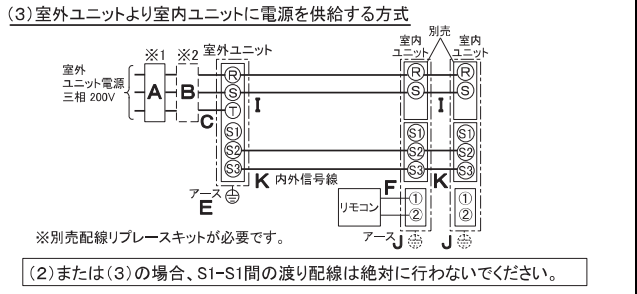 (3)室外ユニットより室内ユニットに電源を供給する方式
別売
※1 ※2 室外ユニット 室内ユニット 室内ユニット
室外
ユニット電源
三相 200V
A B C
R R R
S S S
T
I I
S1 S1 S1
S2 S2 S2
S3 S3 S3
K 内外信号線 F K
アース
E
リモコン
① ①
② ②
アース J J
※別売配線リプレースキットが必要です。
(2)または(3)の場合、S1-S1間の渡り配線は絶対に行わないでください。